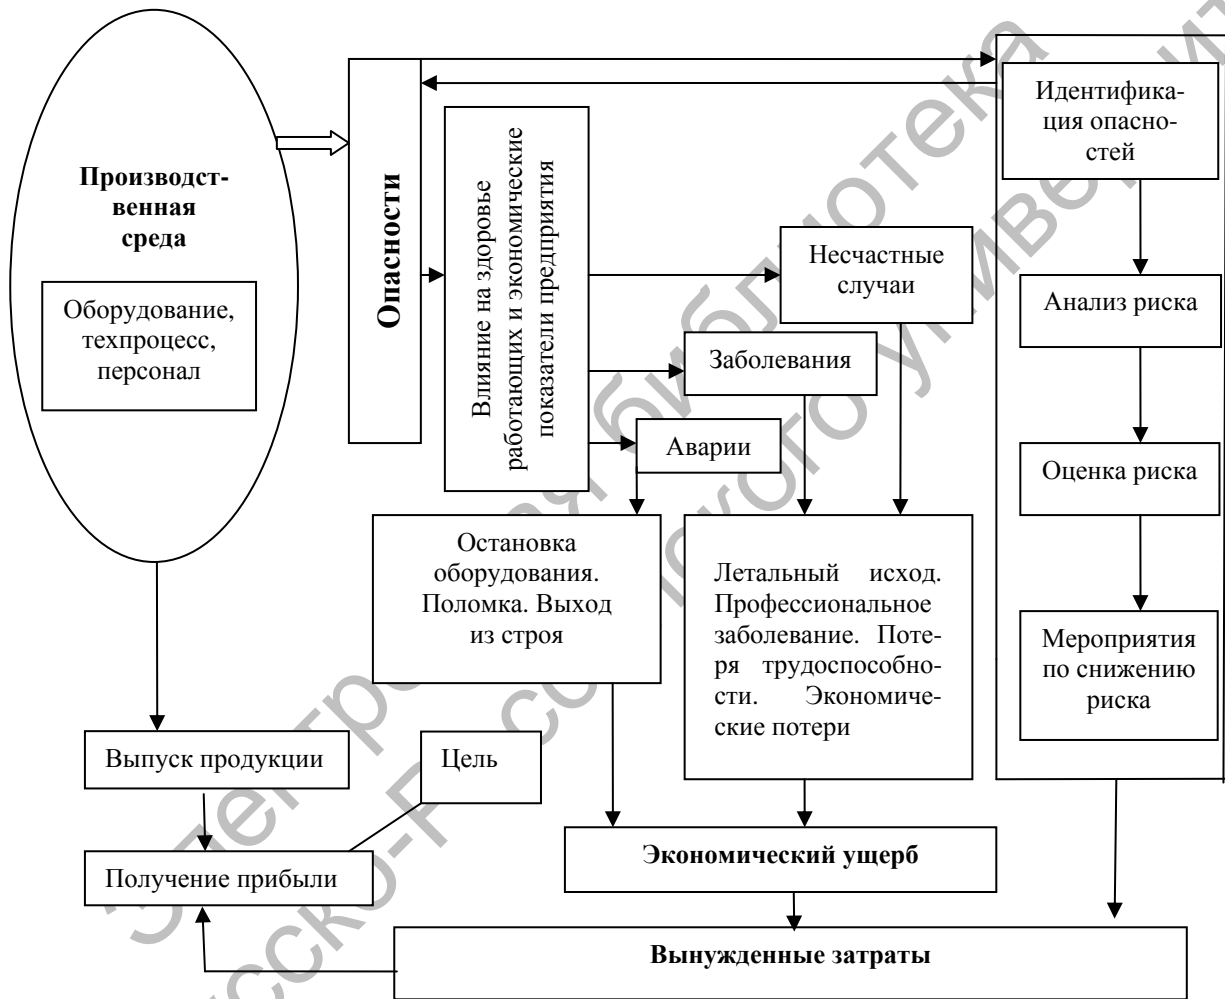 Производст-
венная
среда
Оборудование,
техпроцесс,
персонал
Опасности
Влияние на здоровье
работающих и экономические
показатели предприятия
Несчастные
случаи
Заболевания
Аварии
Остановка
оборудования.
Поломка. Выход
из строя
Летальный исход.
Профессиональное
заболевание. Поте-
ря трудоспособно-
сти. Экономиче-
ские потери
Идентифика-
ция опасно-
стей
Анализ риска
Оценка риска
Мероприятия
по снижению
риска
Выпуск продукции
Цель
Получение прибыли
Экономический ущерб
Вынужденные затраты